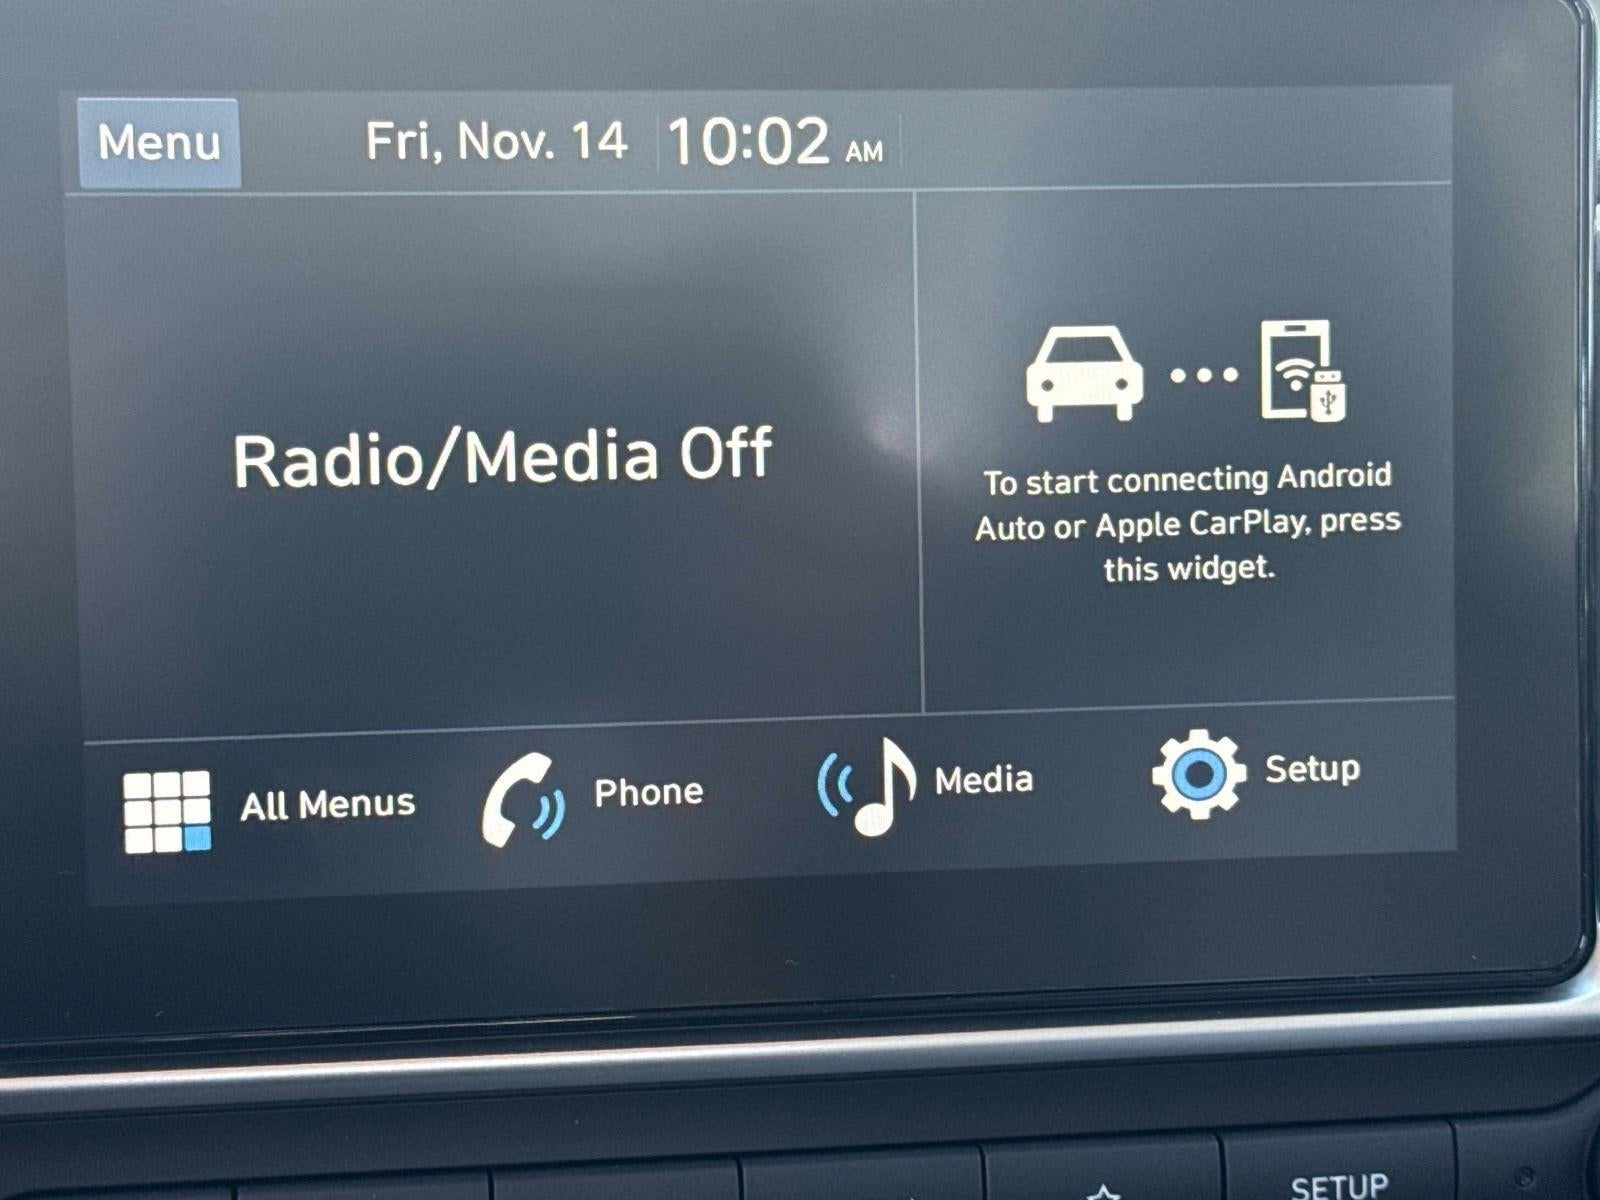 Menu
Fri, Nov. 14 10:02 AM
Radio/Media Off
To start connecting Android
Auto or Apple CarPlay, press
this widget.
All Menus
Phone
Media
Setup
SETUP